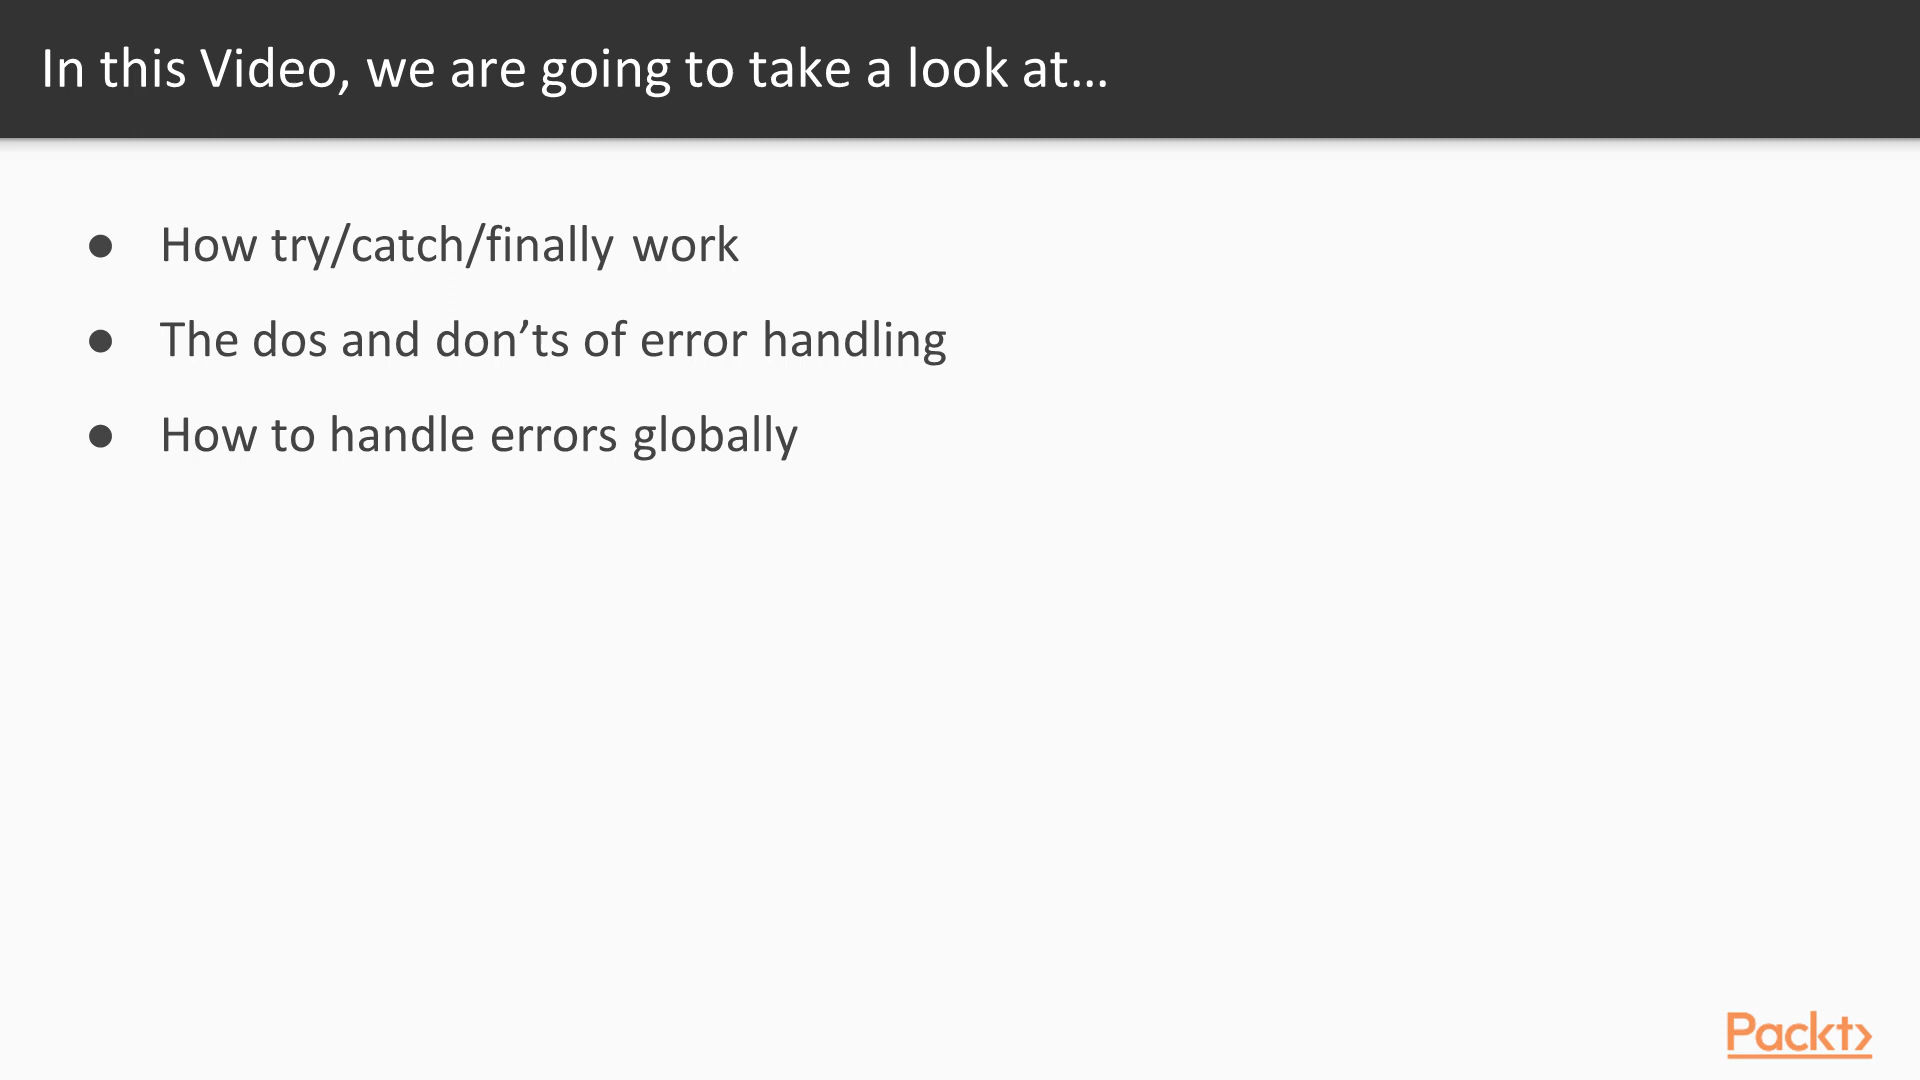 In this Video, we are going to take a look at…
● How try/catch/finally work
● The dos and don’ts of error handling
● How to handle errors globally
Packt>